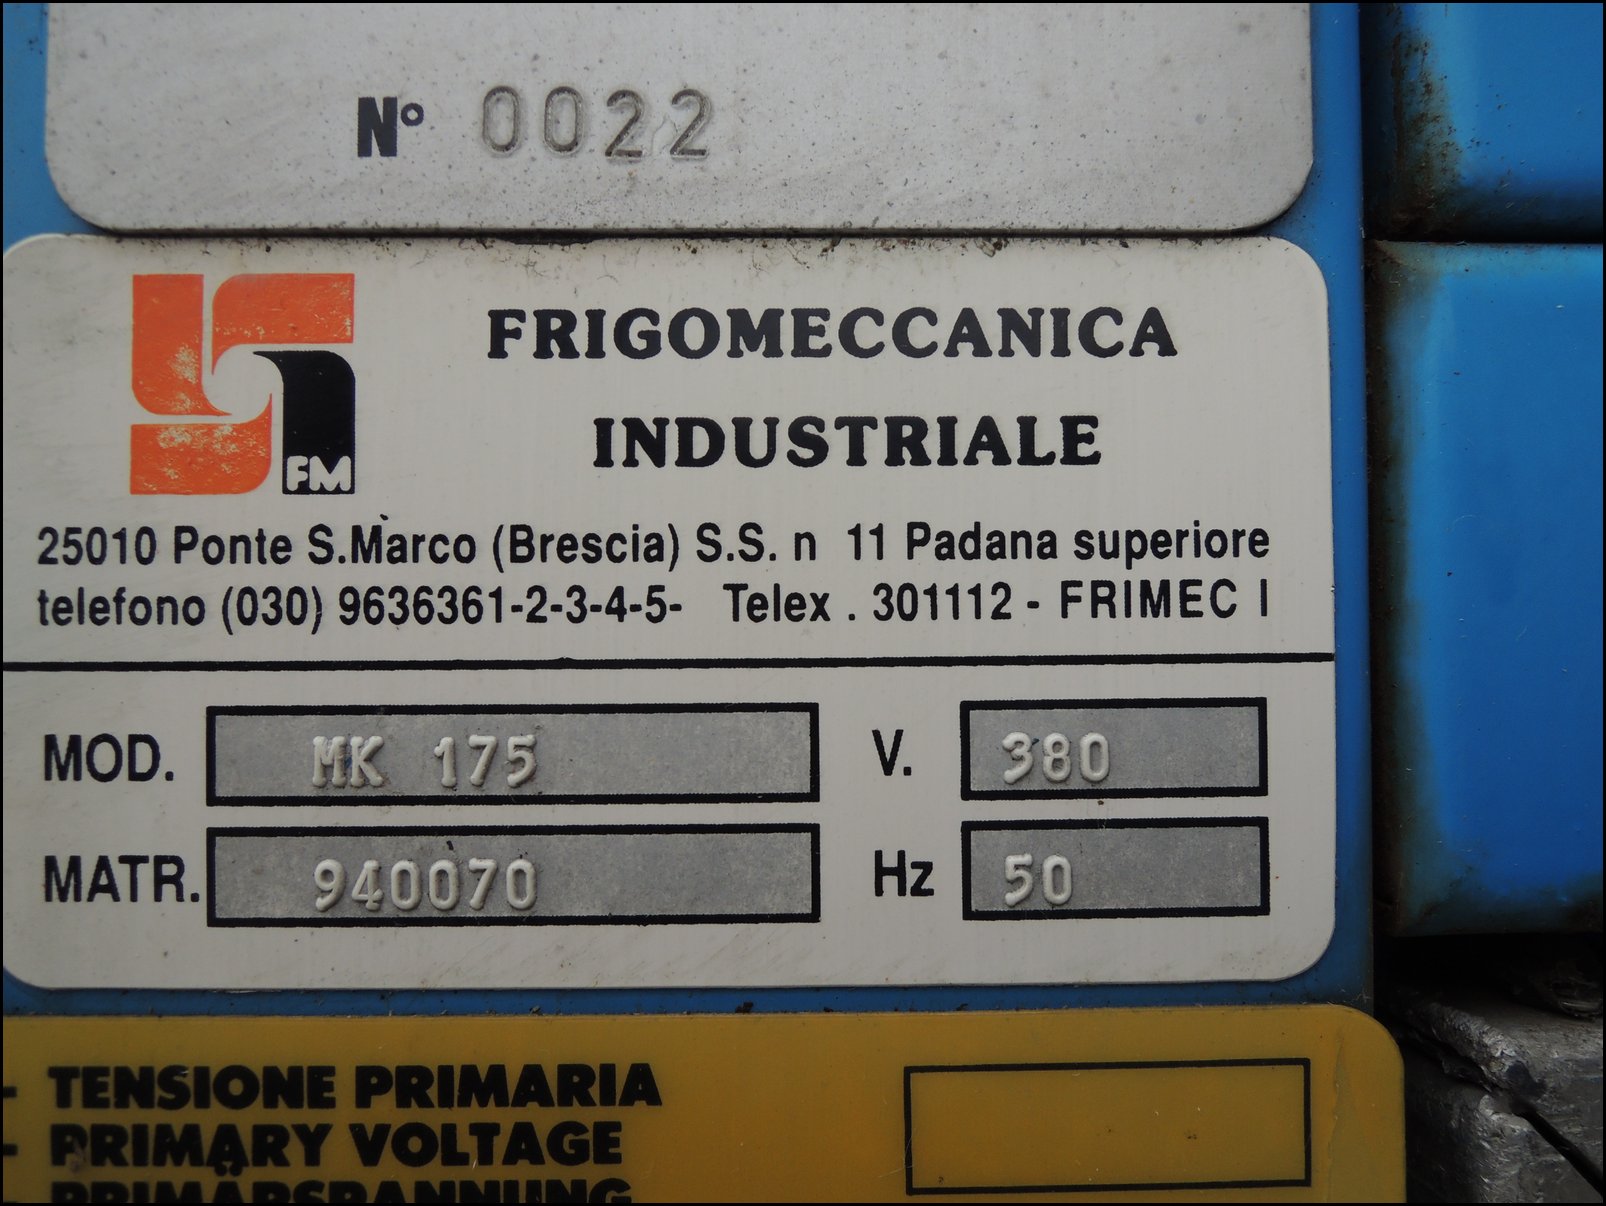 N° 0022
FM
FRIGOMECCANICA
INDUSTRIALE
25010 Ponte S.Marco (Brescia) S.S. n 11 Padana superiore
telefono (030) 9636361-2-3-4-5- Telex . 301112 - FRIMEC I
MOD. MK 175 V. 380
MATR. 940070 Hz 50
- TENSIONE PRIMARIA
- PRIMARY VOLTAGE
PRIMÄRSPANNUNG